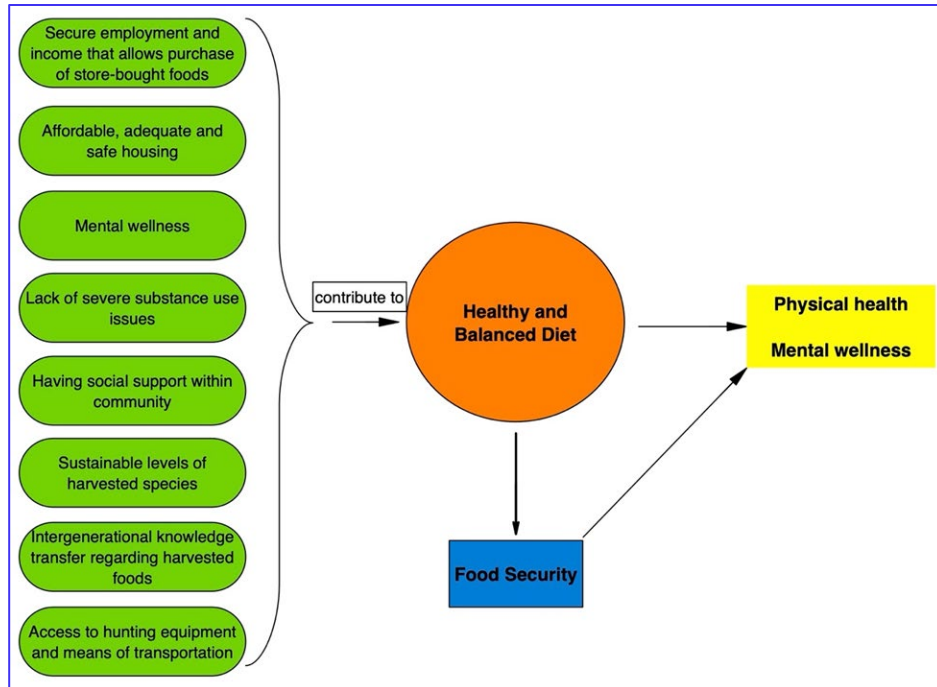 Secure employment and
income that allows purchase
of store-bought foods
Affordable, adequate and
safe housing
Mental wellness
Lack of severe substance use
issues
Having social support within
community
Sustainable levels of
harvested species
Intergenerational knowledge
transfer regarding harvested
foods
Access to hunting equipment
and means of transportation
contribute to
Healthy and
Balanced Diet
Food Security
Physical health
Mental wellness